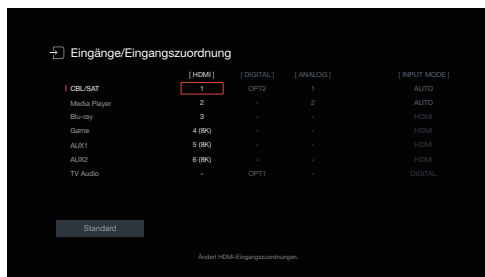 Eingänge/Eingangszuordnung
[ HDMI ] [ DIGITAL ] [ ANALOG ] [ INPUT MODE ]
CBL/SAT 1 OPT2 1 AUTO
Media Player 2 - 2 AUTO
Blu-ray 3 - - HDMI
Game 4 (8K) - - HDMI
AUX1 5 (8K) - - HDMI
AUX2 6 (8K) - - HDMI
TV Audio - OPT1 - DIGITAL
Standard
Ändert HDMI-Eingangszuordnungen.